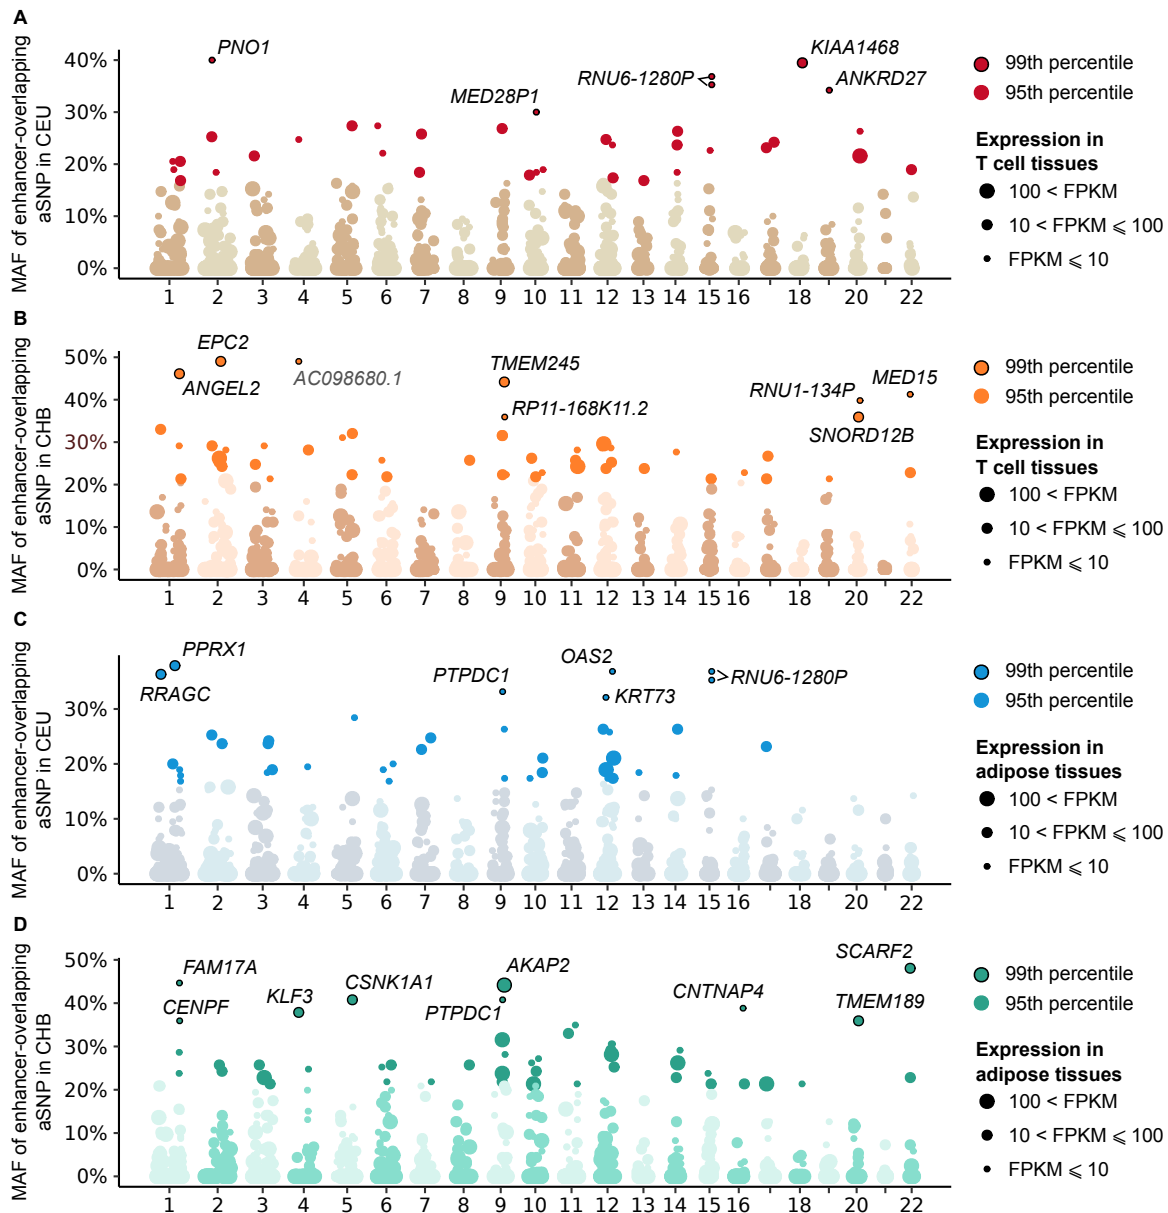 A
MAF of enhancer-overlapping
aSNP in CEU
40%
30%
20%
10%
0%
PNO1
MED28P1
RNU6-1280P
KIAA1468
ANKRD27
1 2 3 4 5 6 7 8 9 10 11 12 13 14 15 16 18 20 22
99th percentile
95th percentile
Expression in
T cell tissues
100 < FPKM
10 < FPKM ⩽ 100
FPKM ⩽ 10
B
MAF of enhancer-overlapping
aSNP in CHB
50%
40%
30%
20%
10%
0%
EPC2
ANGEL2
AC098680.1
TMEM245
RP11-168K11.2
RNU1-134P
MED15
SNORD12B
1 2 3 4 5 6 7 8 9 10 11 12 13 14 15 16 18 20 22
99th percentile
95th percentile
Expression in
T cell tissues
100 < FPKM
10 < FPKM ⩽ 100
FPKM ⩽ 10
C
MAF of enhancer-overlapping
aSNP in CEU
30%
20%
10%
0%
PPRX1
RRAGC
PTPDC1
OAS2
KRT73
RNU6-1280P
1 2 3 4 5 6 7 8 9 10 11 12 13 14 15 16 18 20 22
99th percentile
95th percentile
Expression in
adipose tissues
100 < FPKM
10 < FPKM ⩽ 100
FPKM ⩽ 10
D
MAF of enhancer-overlapping
aSNP in CHB
50%
40%
30%
20%
10%
0%
FAM17A
CENPF
KLF3
CSNK1A1
AKAP2
PTPDC1
CNTNAP4
SCARF2
TMEM189
1 2 3 4 5 6 7 8 9 10 11 12 13 14 15 16 18 20 22
99th percentile
95th percentile
Expression in
adipose tissues
100 < FPKM
10 < FPKM ⩽ 100
FPKM ⩽ 10